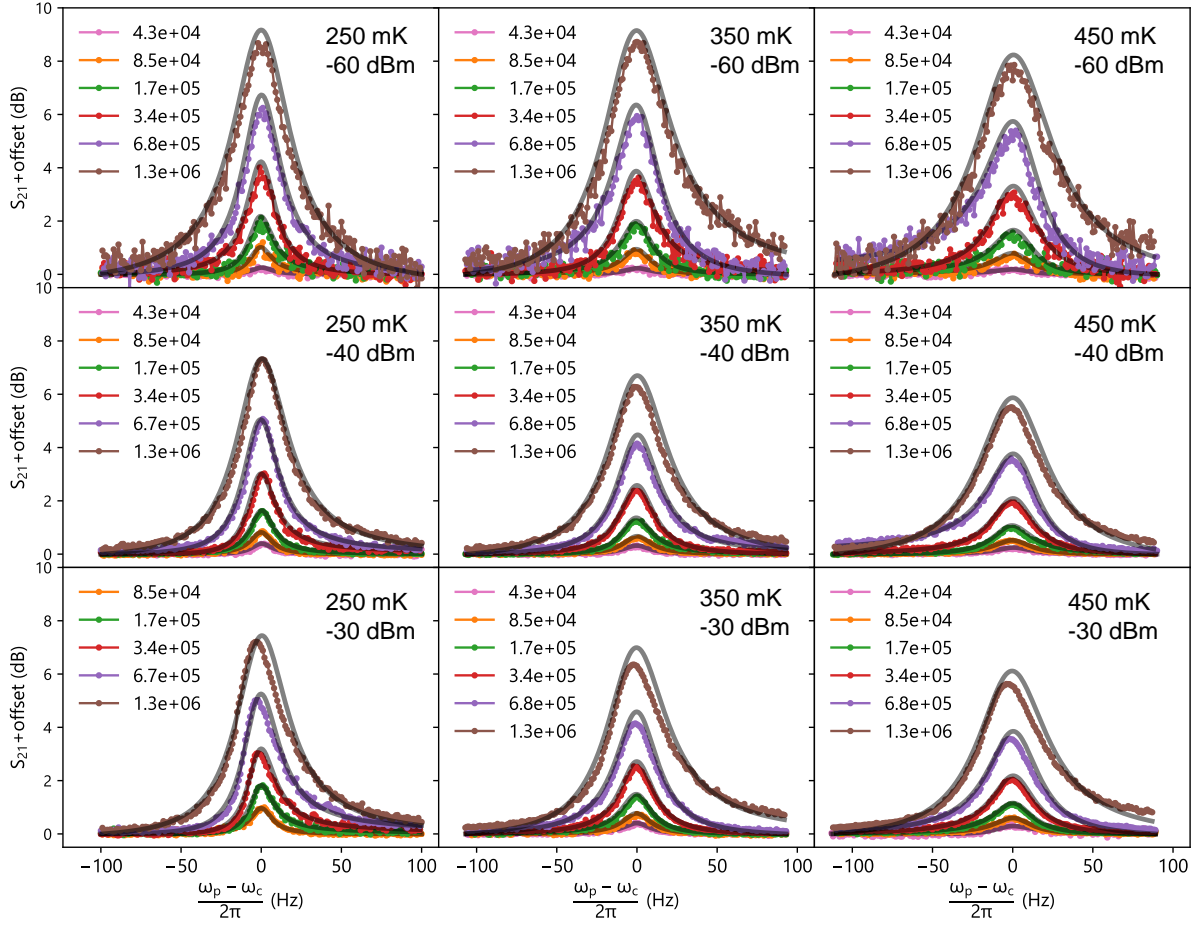 10
8
6
4
2
0
S21+offset (dB)
4.3e+04
8.5e+04
1.7e+05
3.4e+05
6.8e+05
1.3e+06
250 mK
-60 dBm
4.3e+04
8.5e+04
1.7e+05
3.4e+05
6.8e+05
1.3e+06
350 mK
-60 dBm
4.3e+04
8.5e+04
1.7e+05
3.4e+05
6.8e+05
1.3e+06
450 mK
-60 dBm
10
8
6
4
2
0
S21+offset (dB)
4.3e+04
8.5e+04
1.7e+05
3.4e+05
6.7e+05
1.3e+06
250 mK
-40 dBm
4.3e+04
8.5e+04
1.7e+05
3.4e+05
6.8e+05
1.3e+06
350 mK
-40 dBm
4.3e+04
8.5e+04
1.7e+05
3.4e+05
6.8e+05
1.3e+06
450 mK
-40 dBm
10
8
6
4
2
0
S21+offset (dB)
8.5e+04
1.7e+05
3.4e+05
6.7e+05
1.3e+06
250 mK
-30 dBm
4.3e+04
8.5e+04
1.7e+05
3.4e+05
6.8e+05
1.3e+06
350 mK
-30 dBm
4.2e+04
8.5e+04
1.7e+05
3.4e+05
6.8e+05
1.3e+06
450 mK
-30 dBm
−100 −50 0 50 100
−100 −50 0 50 100
−100 −50 0 50 100
ωp − ωc
2π
(Hz)
ωp − ωc
2π
(Hz)
ωp − ωc
2π
(Hz)